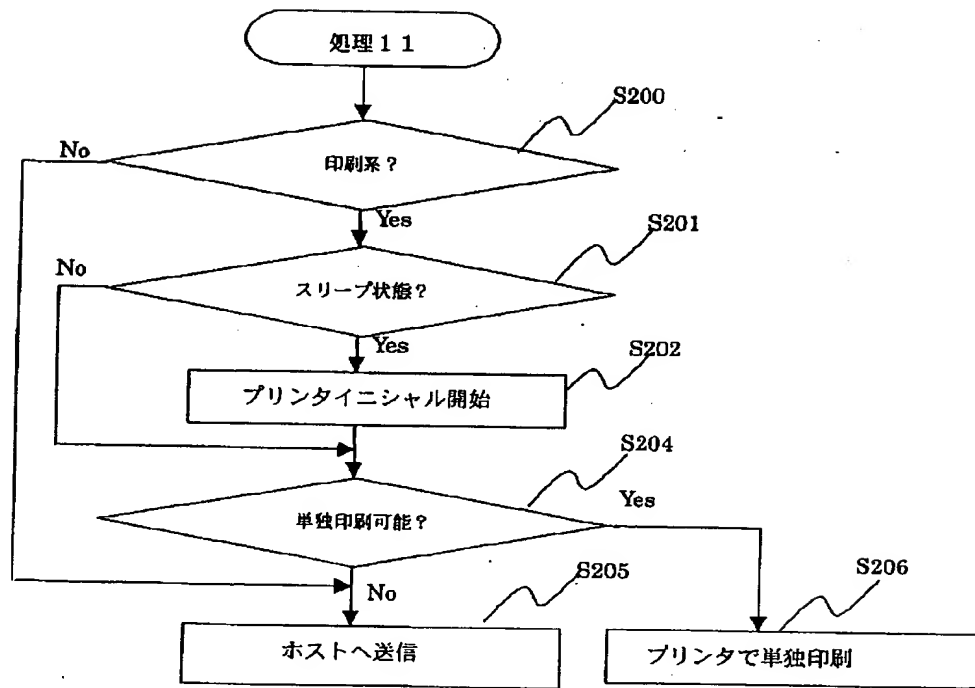 処理11
S200
No
印刷系?
Yes
S201
No
スリープ状態?
Yes
S202
プリンタイニシャル開始
S204
Yes
単独印刷可能?
No
S205
S206
ホストへ送信
プリンタで単独印刷